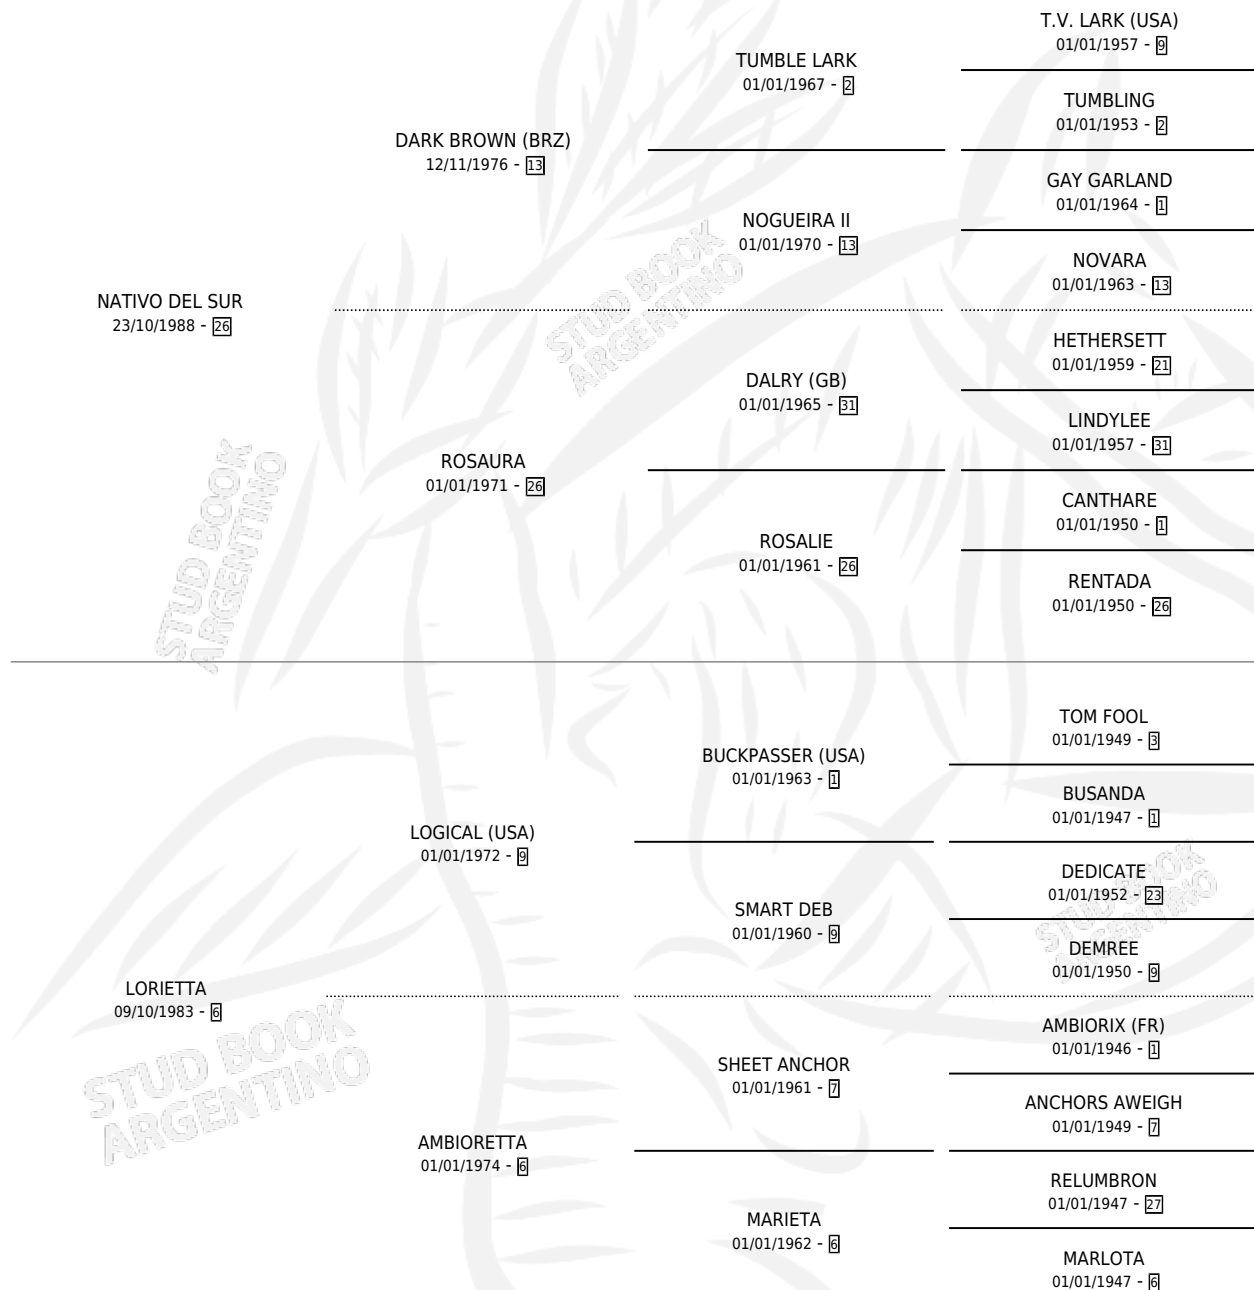 T.V. LARK (USA)
01/01/1957 - 9
TUMBLE LARK
01/01/1967 - 2
TUMBLING
01/01/1953 - 2
DARK BROWN (BRZ)
12/11/1976 - 13
GAY GARLAND
01/01/1964 - 1
NOGUEIRA II
01/01/1970 - 13
NOVARA
01/01/1963 - 13
NATIVO DEL SUR
23/10/1988 - 26
HETHERSETT
01/01/1959 - 21
DALRY (GB)
01/01/1965 - 31
LINDYLEE
01/01/1957 - 31
ROSAURA
01/01/1971 - 26
CANTHARE
01/01/1950 - 1
ROSALIE
01/01/1961 - 26
RENTADA
01/01/1950 - 26
STUD BOOK
ARGENTINO
STUD BOOK
ARGENTINO
TOM FOOL
01/01/1949 - 3
BUCKPASSER (USA)
01/01/1963 - 1
BUSANDA
01/01/1947 - 1
LOGICAL (USA)
01/01/1972 - 9
DEDICATE
01/01/1952 - 23
SMART DEB
01/01/1960 - 9
DEMREE
01/01/1950 - 9
LORIETTA
09/10/1983 - 6
AMBIORIX (FR)
01/01/1946 - 1
SHEET ANCHOR
01/01/1961 - 7
ANCHORS AWEIGH
01/01/1949 - 7
AMBIORETTA
01/01/1974 - 6
RELUMBRON
01/01/1947 - 27
MARIETA
01/01/1962 - 6
MARLOTA
01/01/1947 - 6
STUD BOOK
ARGENTINO
STUD BOOK
ARGENTINO